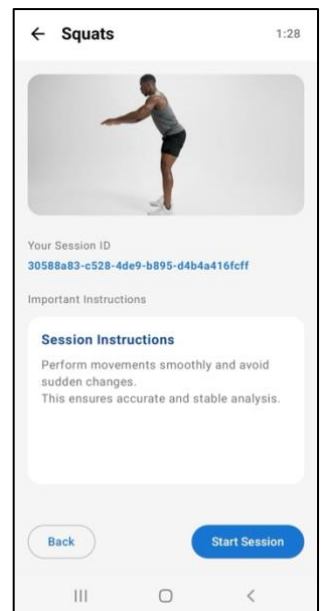 ← Squats 1:28
Your Session ID
30588a83-c528-4de9-b895-d4b4a416fcff
Important Instructions
Session Instructions
Perform movements smoothly and avoid
sudden changes.
This ensures accurate and stable analysis.
Back Start Session